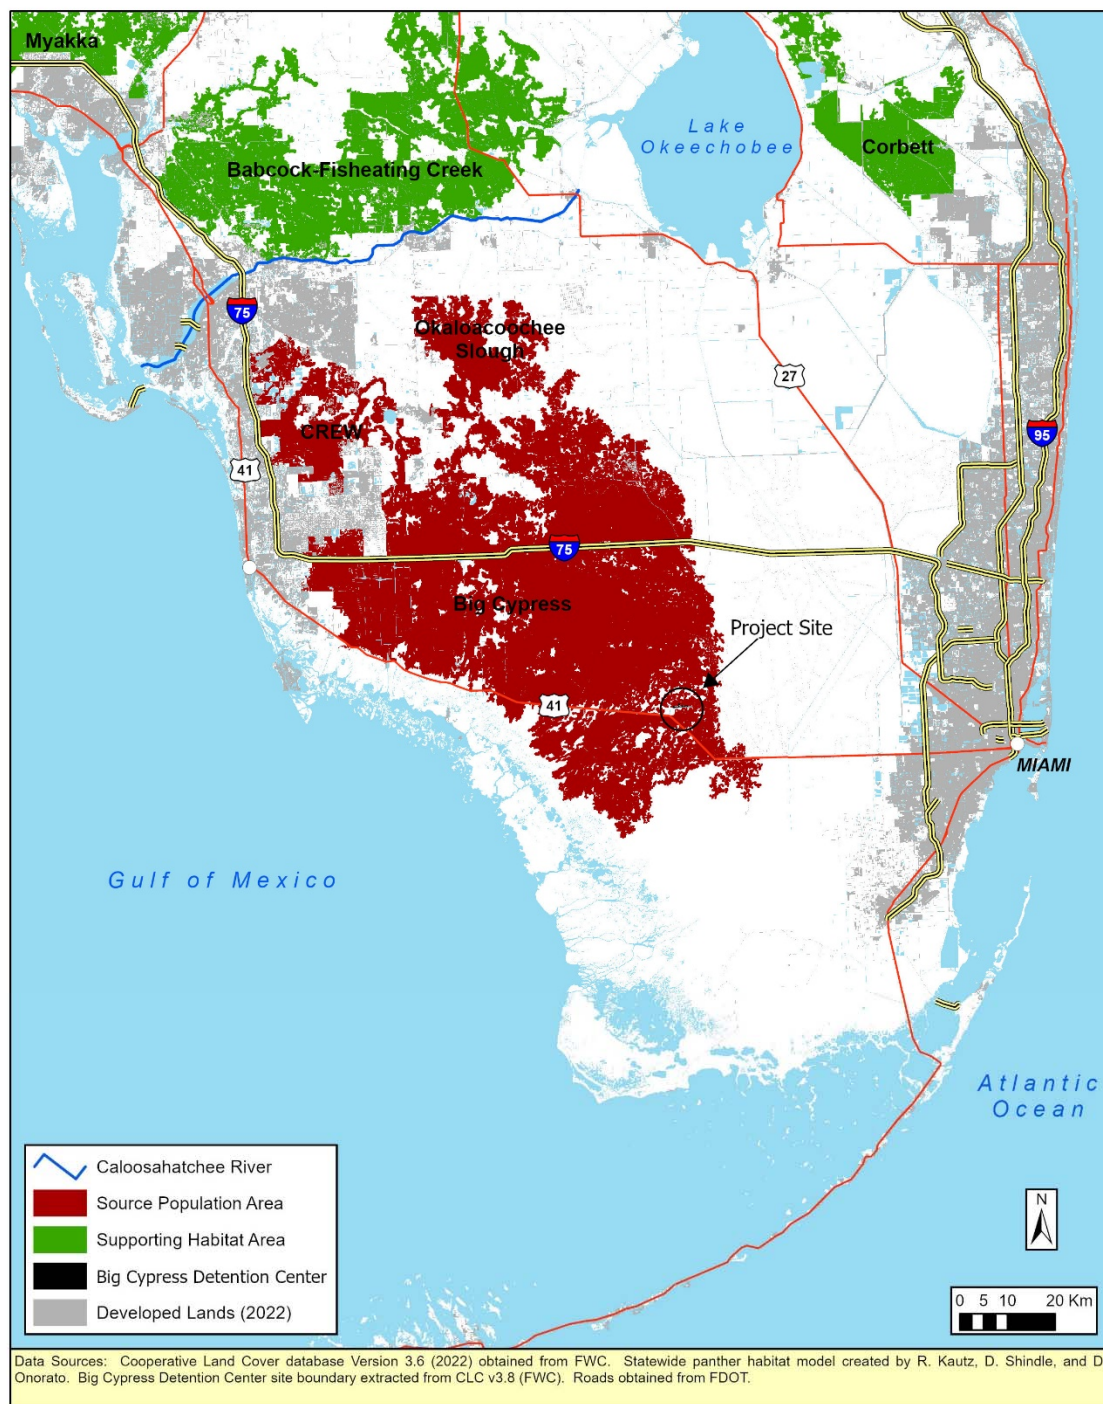 Myakka
Lake
Okeechobee
Corbett
Babcock-Fisheating Creek
75
Okaloacoochee
Slough
27
CREW
95
41
75
Big Cypress
Project Site
41
MIAMI
Gulf of Mexico
Atlantic
Ocean
Caloosahatchee River
Source Population Area
Supporting Habitat Area
Big Cypress Detention Center
Developed Lands (2022)
N
0 5 10 20 Km
Data Sources: Cooperative Land Cover database Version 3.6 (2022) obtained from FWC. Statewide panther habitat model created by R. Kautz, D. Shindle, and D
Onorato. Big Cypress Detention Center site boundary extracted from CLC v3.8 (FWC). Roads obtained from FDOT.